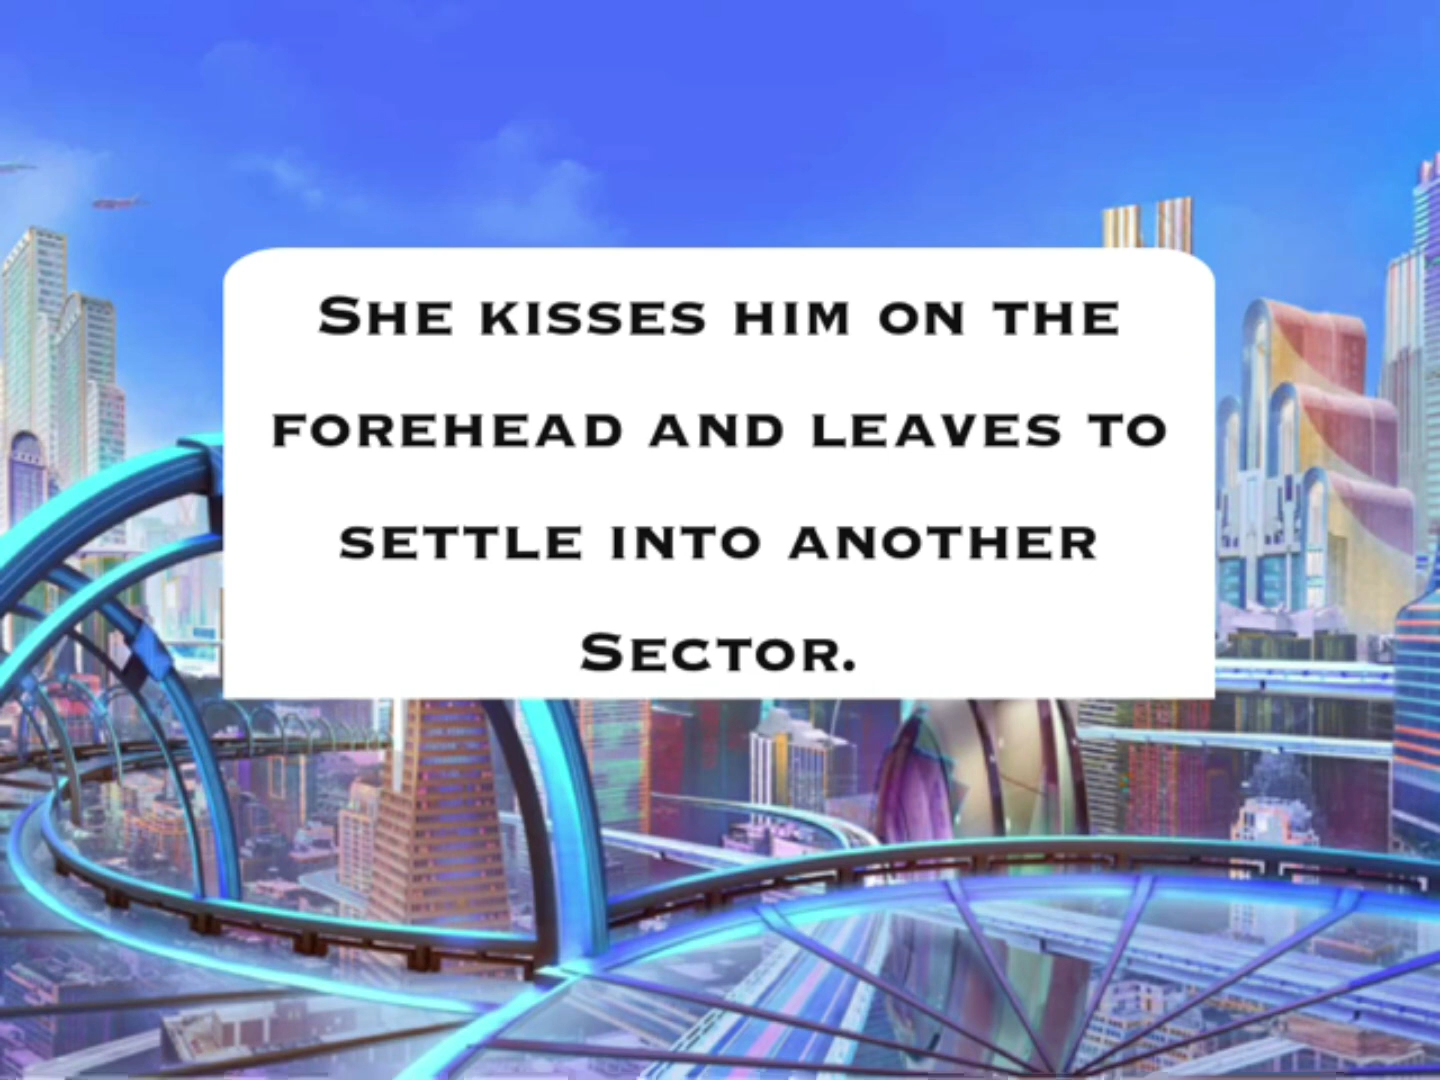 She kisses him on the
forehead and leaves to
settle into another
Sector.